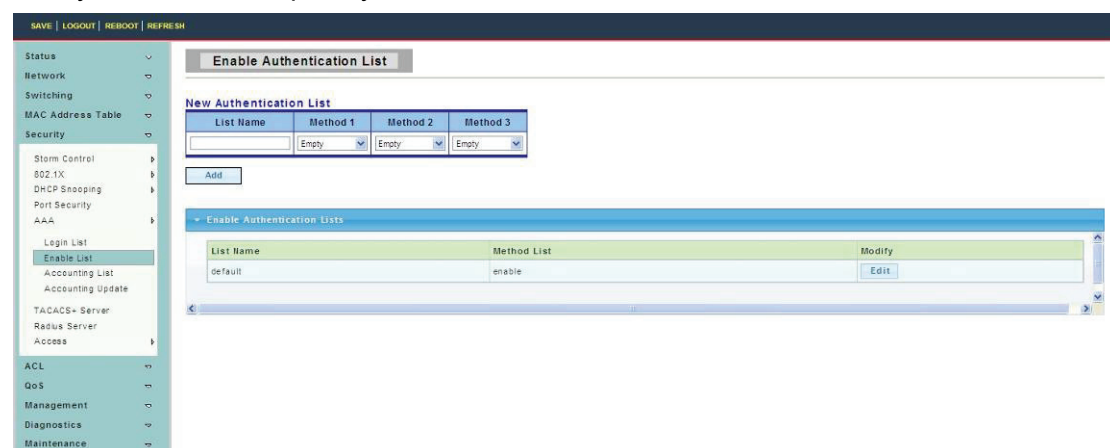 SAVE | LOGOUT | REBOOT | REFRESH
Status
Network
Switching
MAC Address Table
Security
Storm Control
802.1X
DHCP Snooping
Port Security
AAA
Login List
Enable List
Accounting List
Accounting Update
TACACS+ Server
Radius Server
Access
ACL
QoS
Management
Diagnostics
Maintenance
Enable Authentication List
New Authentication List
List Name Method 1 Method 2 Method 3
Empty Empty Empty
Add
Enable Authentication Lists
List Name Method List Modify
default enable Edit